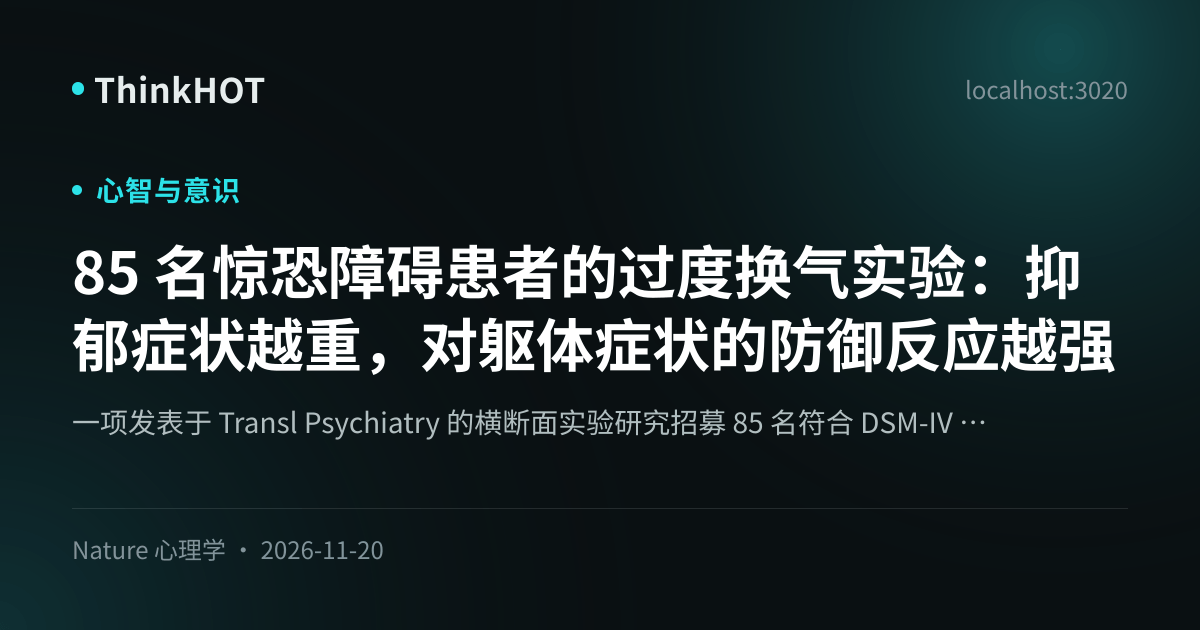 ThinkHOT
localhost:3020
心智与意识
85 名惊恐障碍患者的过度换气实验：抑
郁症状越重，对躯体症状的防御反应越强
一项发表于 Transl Psychiatry 的横断面实验研究招募 85 名符合 DSM-IV …
Nature 心理学 · 2026-11-20